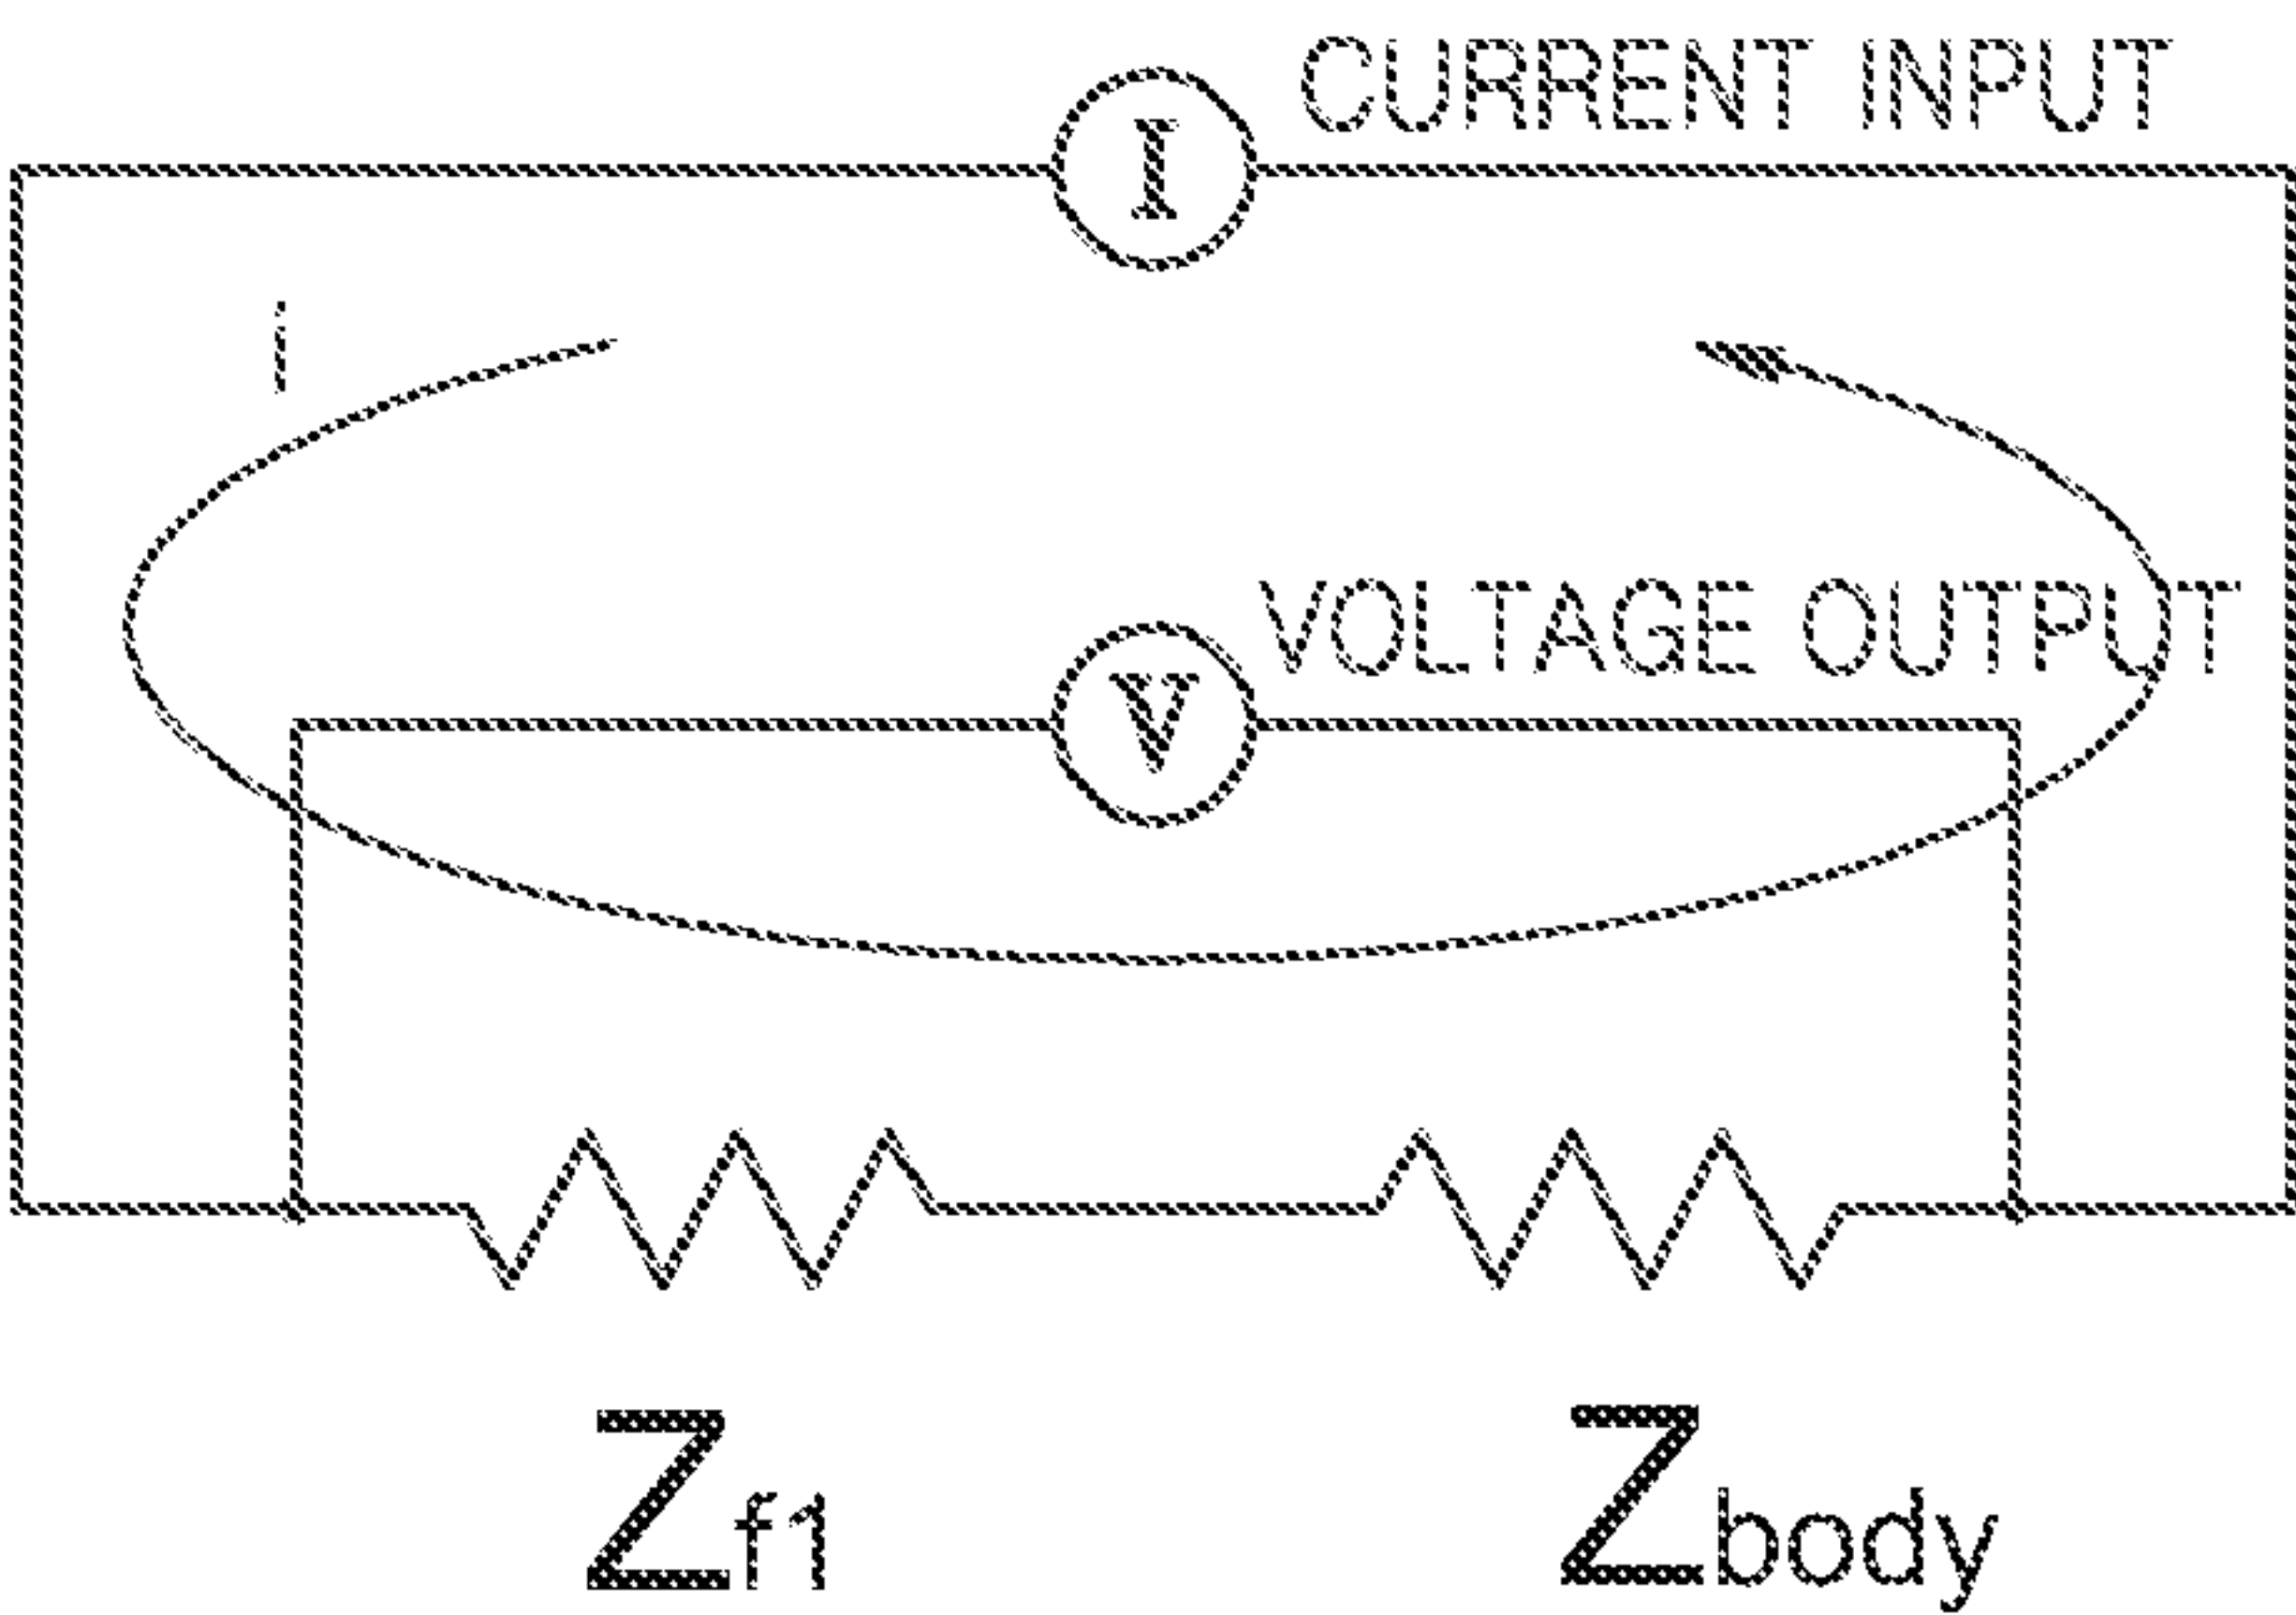 CURRENT INPUT
I
i
VOLTAGE OUTPUT
V
Zf1
Zbody